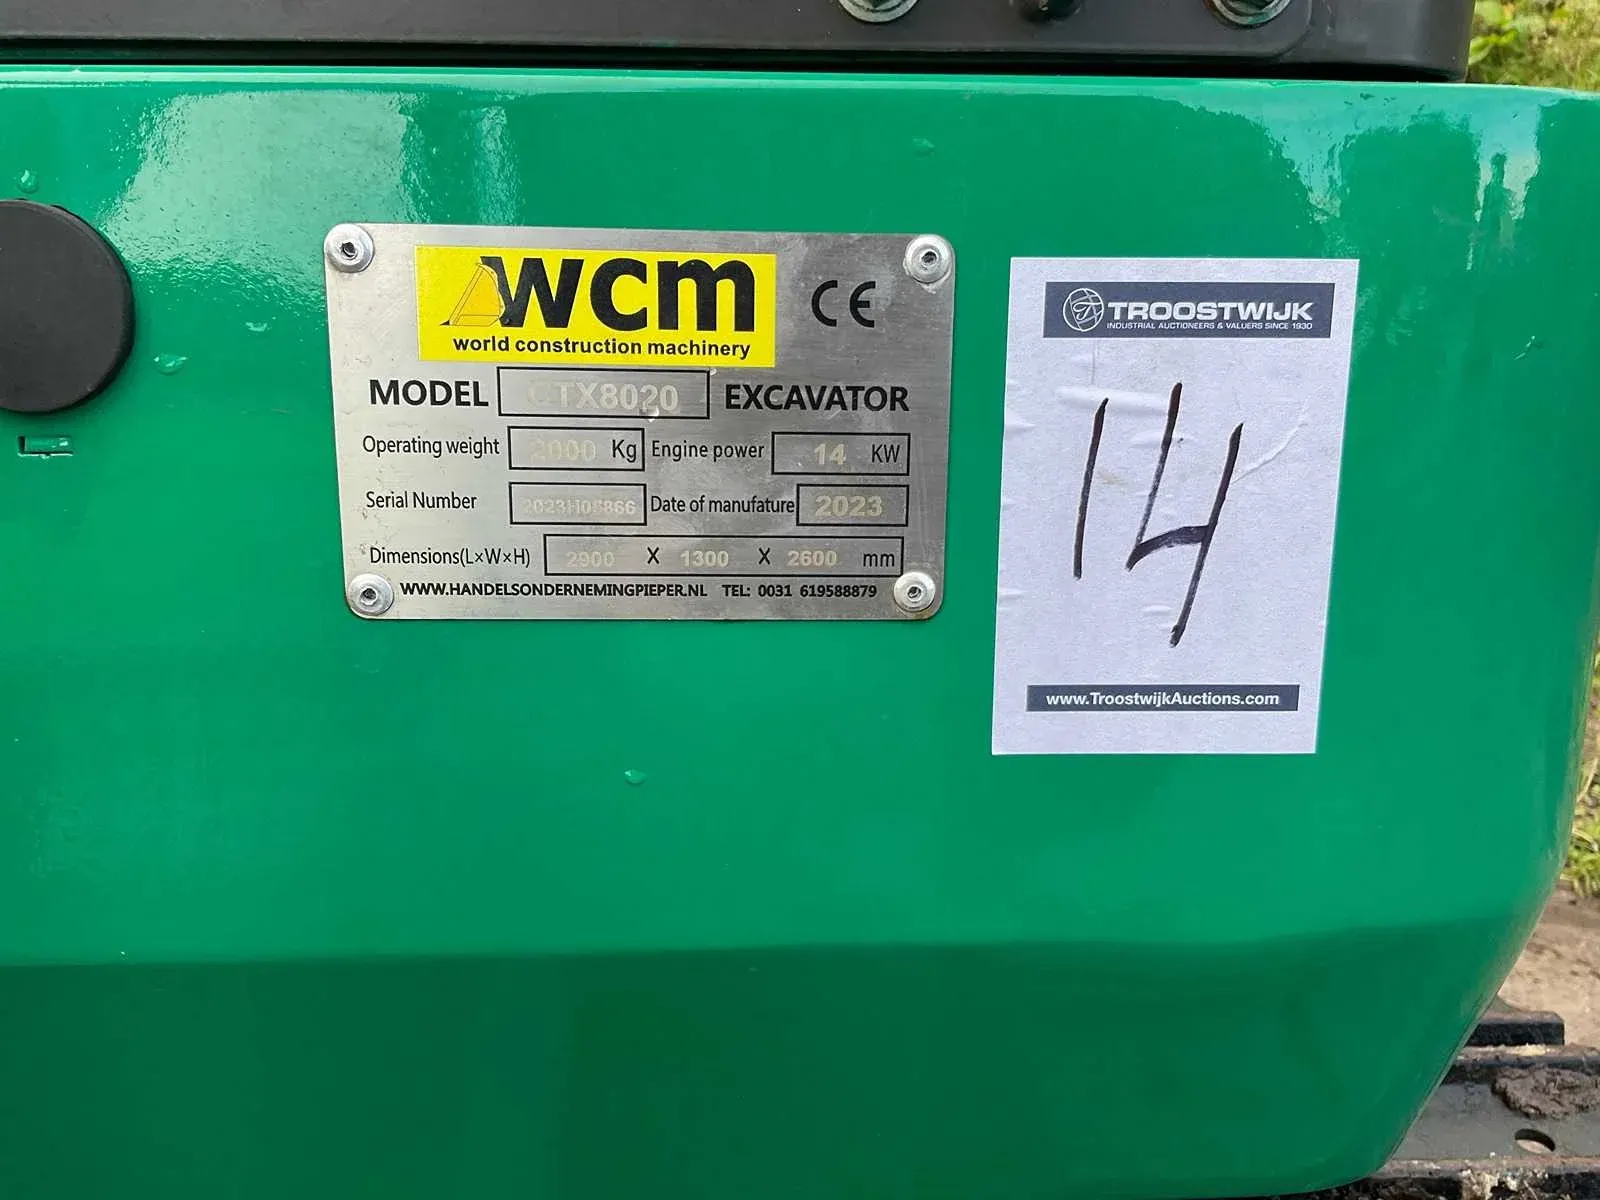 wcm
world construction machinery
CE
MODEL CTX8020 EXCAVATOR
Operating weight 2000 Kg Engine power 14 KW
Serial Number 2023H05866 Date of manufature 2023
Dimensions(L×W×H) 2900 X 1300 X 2600 mm
WWW.HANDELSONDERNEMINGPIEPER.NL TEL: 0031 619588879
TROOSTWIJK
INDUSTRIAL AUCTIONEERS & VALUERS SINCE 1930
14
www.TroostwijkAuctions.com